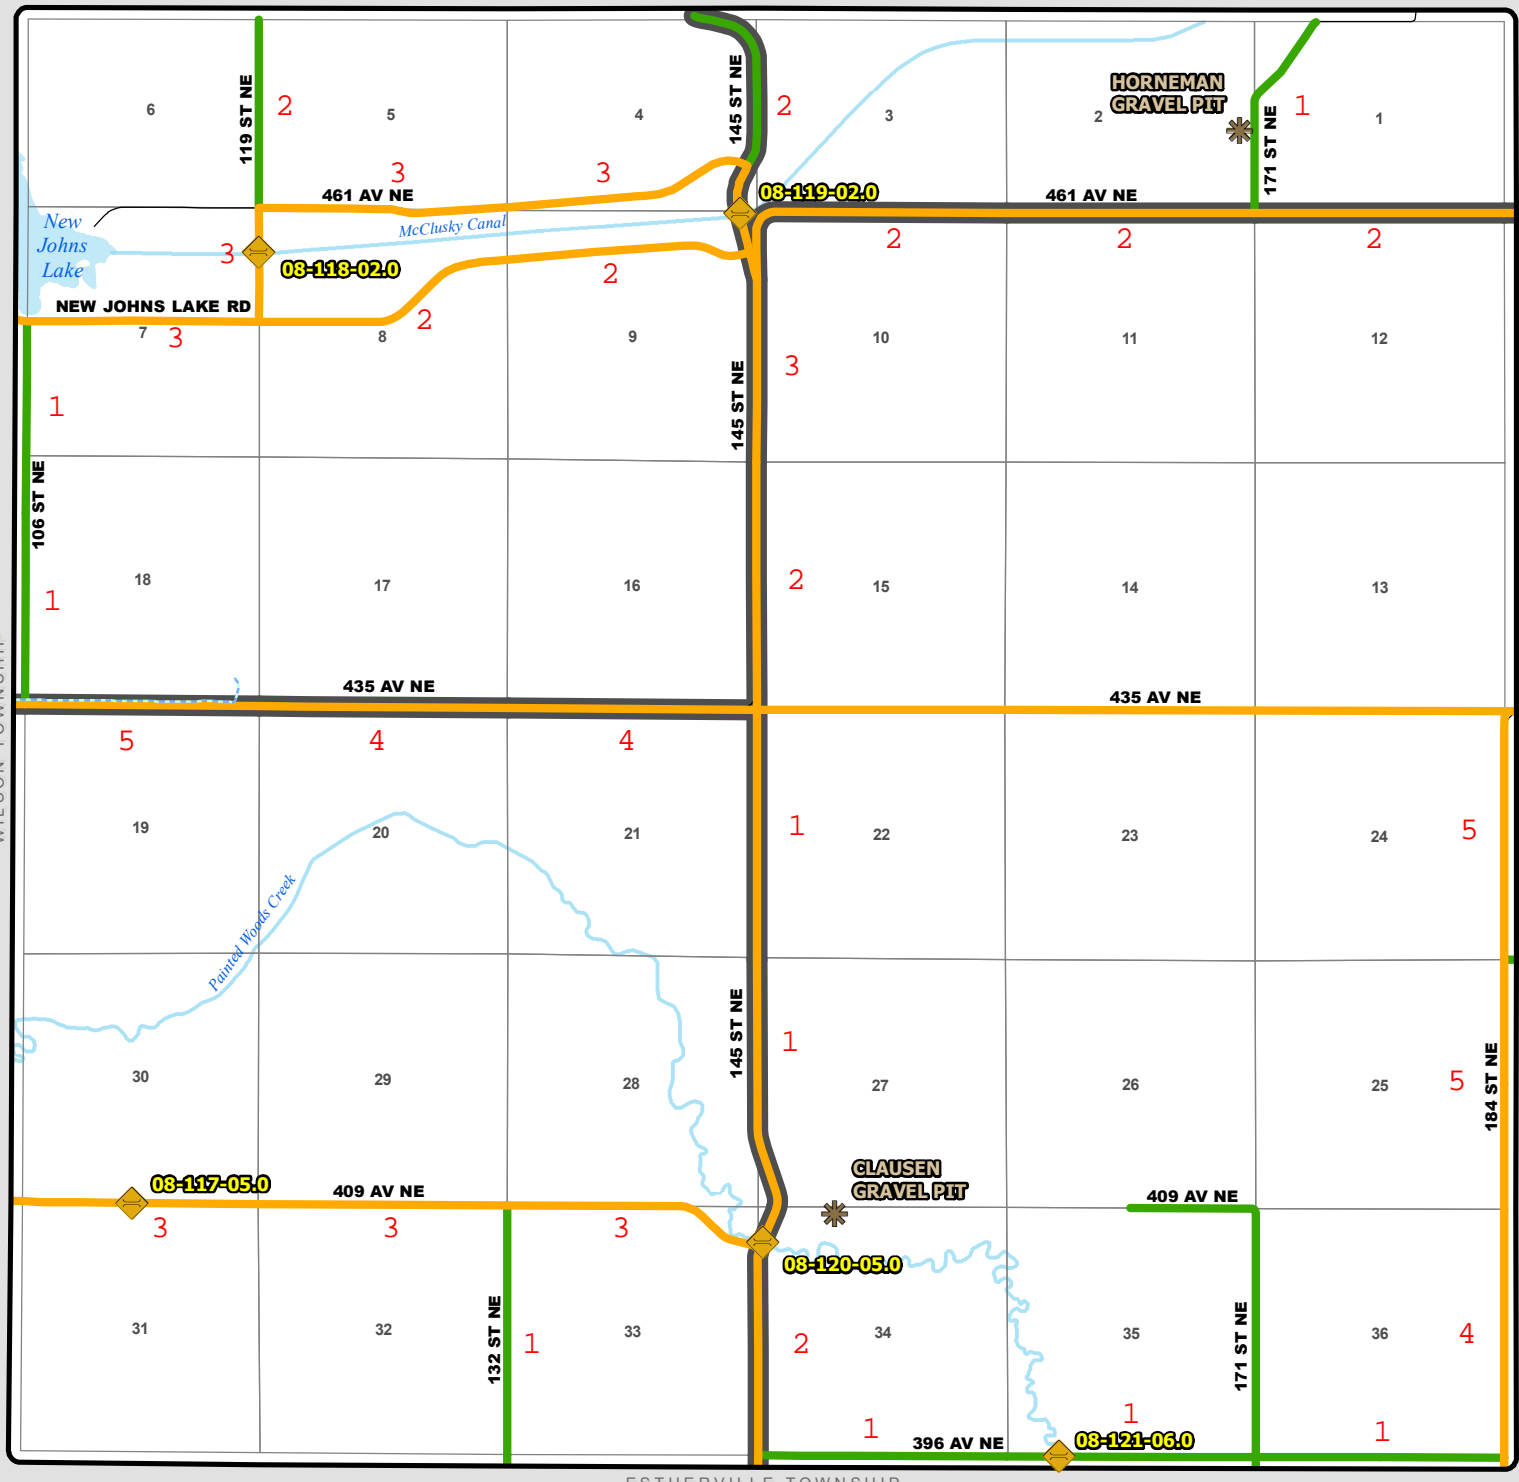 HORNEMAN
GRAVEL PIT
119 ST NE
145 ST NE
171 ST NE
6
2
5
4
2
3
2
1
1
3
3
461 AV NE
08-119-02.0
461 AV NE
New
Johns
Lake
McClusky Canal
3
08-118-02.0
2
2
2
2
NEW JOHNS LAKE RD
7
3
8
2
9
10
11
12
3
1
145 ST NE
106 ST NE
18
17
16
2
15
14
13
1
435 AV NE
435 AV NE
5
4
4
19
20
21
1
22
23
24
5
Painted Woods Creek
145 ST NE
1
30
29
28
27
26
25
5
184 ST NE
08-117-05.0
409 AV NE
CLAUSEN
GRAVEL PIT
409 AV NE
3
3
3
08-120-05.0
31
32
132 ST NE
1
33
2
34
35
171 ST NE
36
4
1
396 AV NE
1
08-121-06.0
1